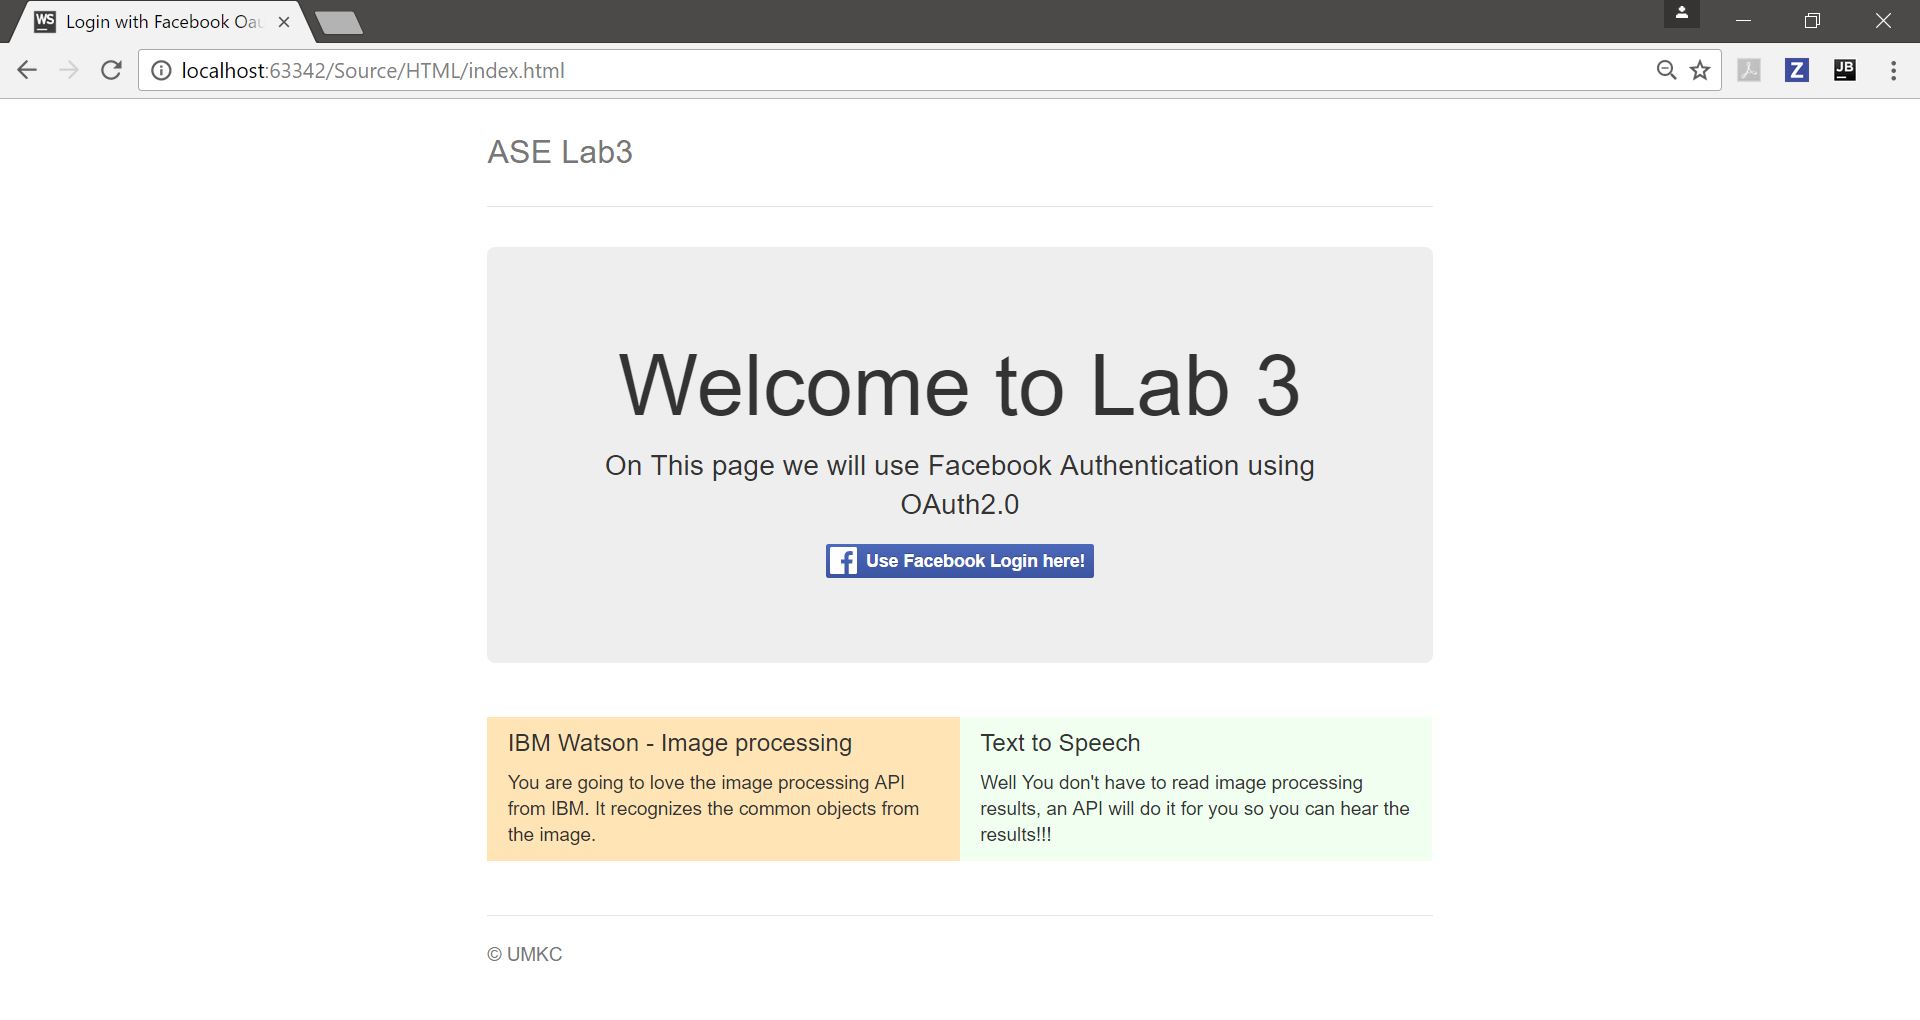 WS Login with Facebook Oau
localhost:63342/Source/HTML/index.html
Z
JB
ASE Lab3
Welcome to Lab 3
On This page we will use Facebook Authentication using
OAuth2.0
f Use Facebook Login here!
IBM Watson - Image processing
You are going to love the image processing API
from IBM. It recognizes the common objects from
the image.
Text to Speech
Well You don't have to read image processing
results, an API will do it for you so you can hear the
results!!!
© UMKC